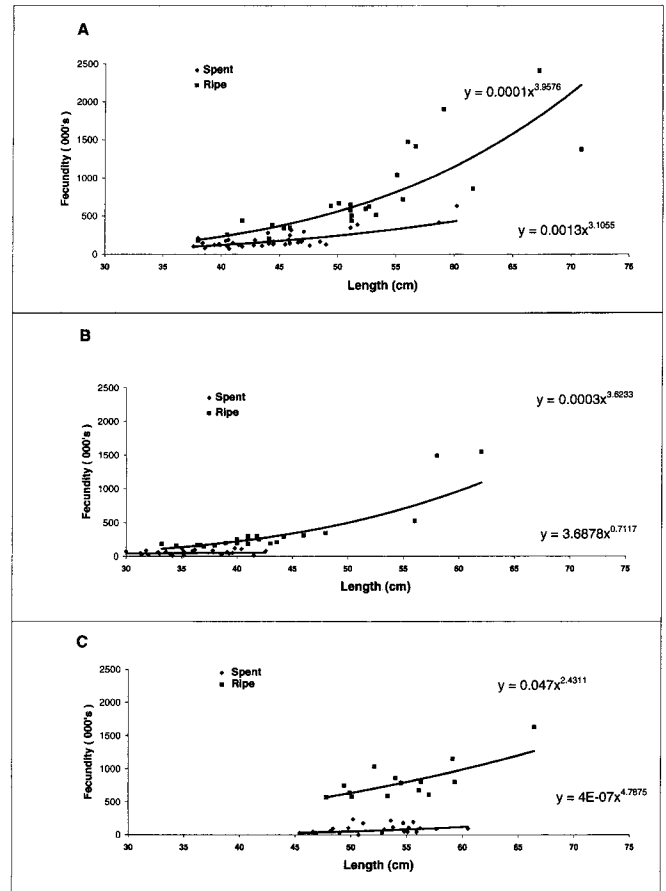 A
Spent
Ripe
y = 0.0001x^3.9576
y = 0.0013x^3.1055
Fecundity ( 000's)
2500
2000
1500
1000
500
0
30 35 40 45 50 55 60 65 70 75
Length (cm)
B
Spent
Ripe
y = 0.0003x^3.6233
y = 3.6878x^0.7117
Fecundity ( 000's)
2500
2000
1500
1000
500
0
30 35 40 45 50 55 60 65 70 75
Length (cm)
C
Spent
Ripe
y = 0.047x^2.4311
y = 4E-07x^4.7875
Fecundity ( 000's)
2500
2000
1500
1000
500
0
30 35 40 45 50 55 60 65 70 75
Length (cm)